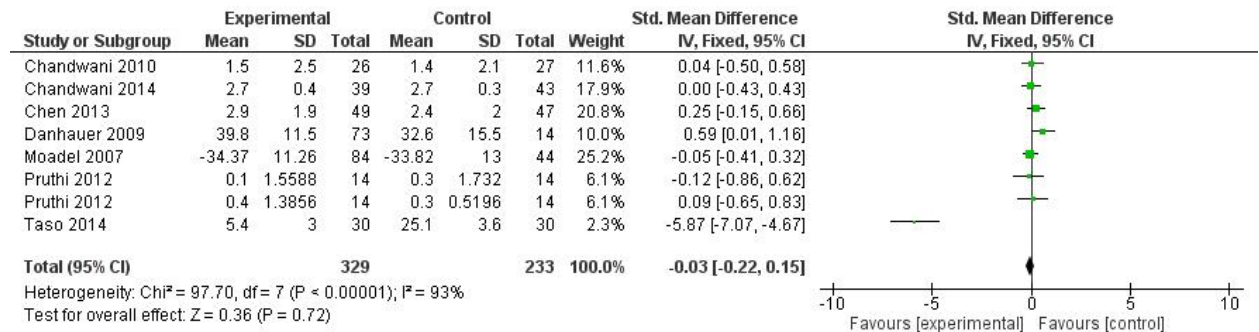 Experimental Control Std. Mean Difference Std. Mean Difference
Study or Subgroup Mean SD Total Mean SD Total Weight IV, Fixed, 95% CI IV, Fixed, 95% CI
Chandwani 2010 1.5 2.5 26 1.4 2.1 27 11.6% 0.04 [-0.50, 0.58]
Chandwani 2014 2.7 0.4 39 2.7 0.3 43 17.9% 0.00 [-0.43, 0.43]
Chen 2013 2.9 1.9 49 2.4 2 47 20.8% 0.25 [-0.15, 0.66]
Danhauer 2009 39.8 11.5 73 32.6 15.5 14 10.0% 0.59 [0.01, 1.16]
Moadel 2007 -34.37 11.26 84 -33.82 13 44 25.2% -0.05 [-0.41, 0.32]
Pruthi 2012 0.1 1.5588 14 0.3 1.732 14 6.1% -0.12 [-0.86, 0.62]
Pruthi 2012 0.4 1.3856 14 0.3 0.5196 14 6.1% 0.09 [-0.65, 0.83]
Taso 2014 5.4 3 30 25.1 3.6 30 2.3% -5.87 [-7.07, -4.67]
Total (95% CI) 329 233 100.0% -0.03 [-0.22, 0.15]
Heterogeneity: Chi² = 97.70, df = 7 (P < 0.00001); I² = 93%
Test for overall effect: Z = 0.36 (P = 0.72)
-10 -5 0 5 10
Favours [experimental] Favours [control]